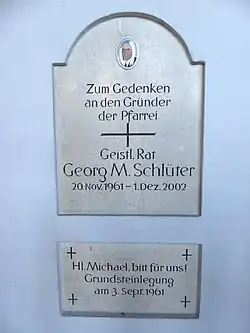 Zum Gedenken
an den Gründer
der Pfarrei
Geistl. Rat
Georg M. Schlüter
20. Nov. 1961 – 1. Dez. 2002
Hl. Michael, bitt für uns!
Grundsteinlegung
am 3. Sept. 1961